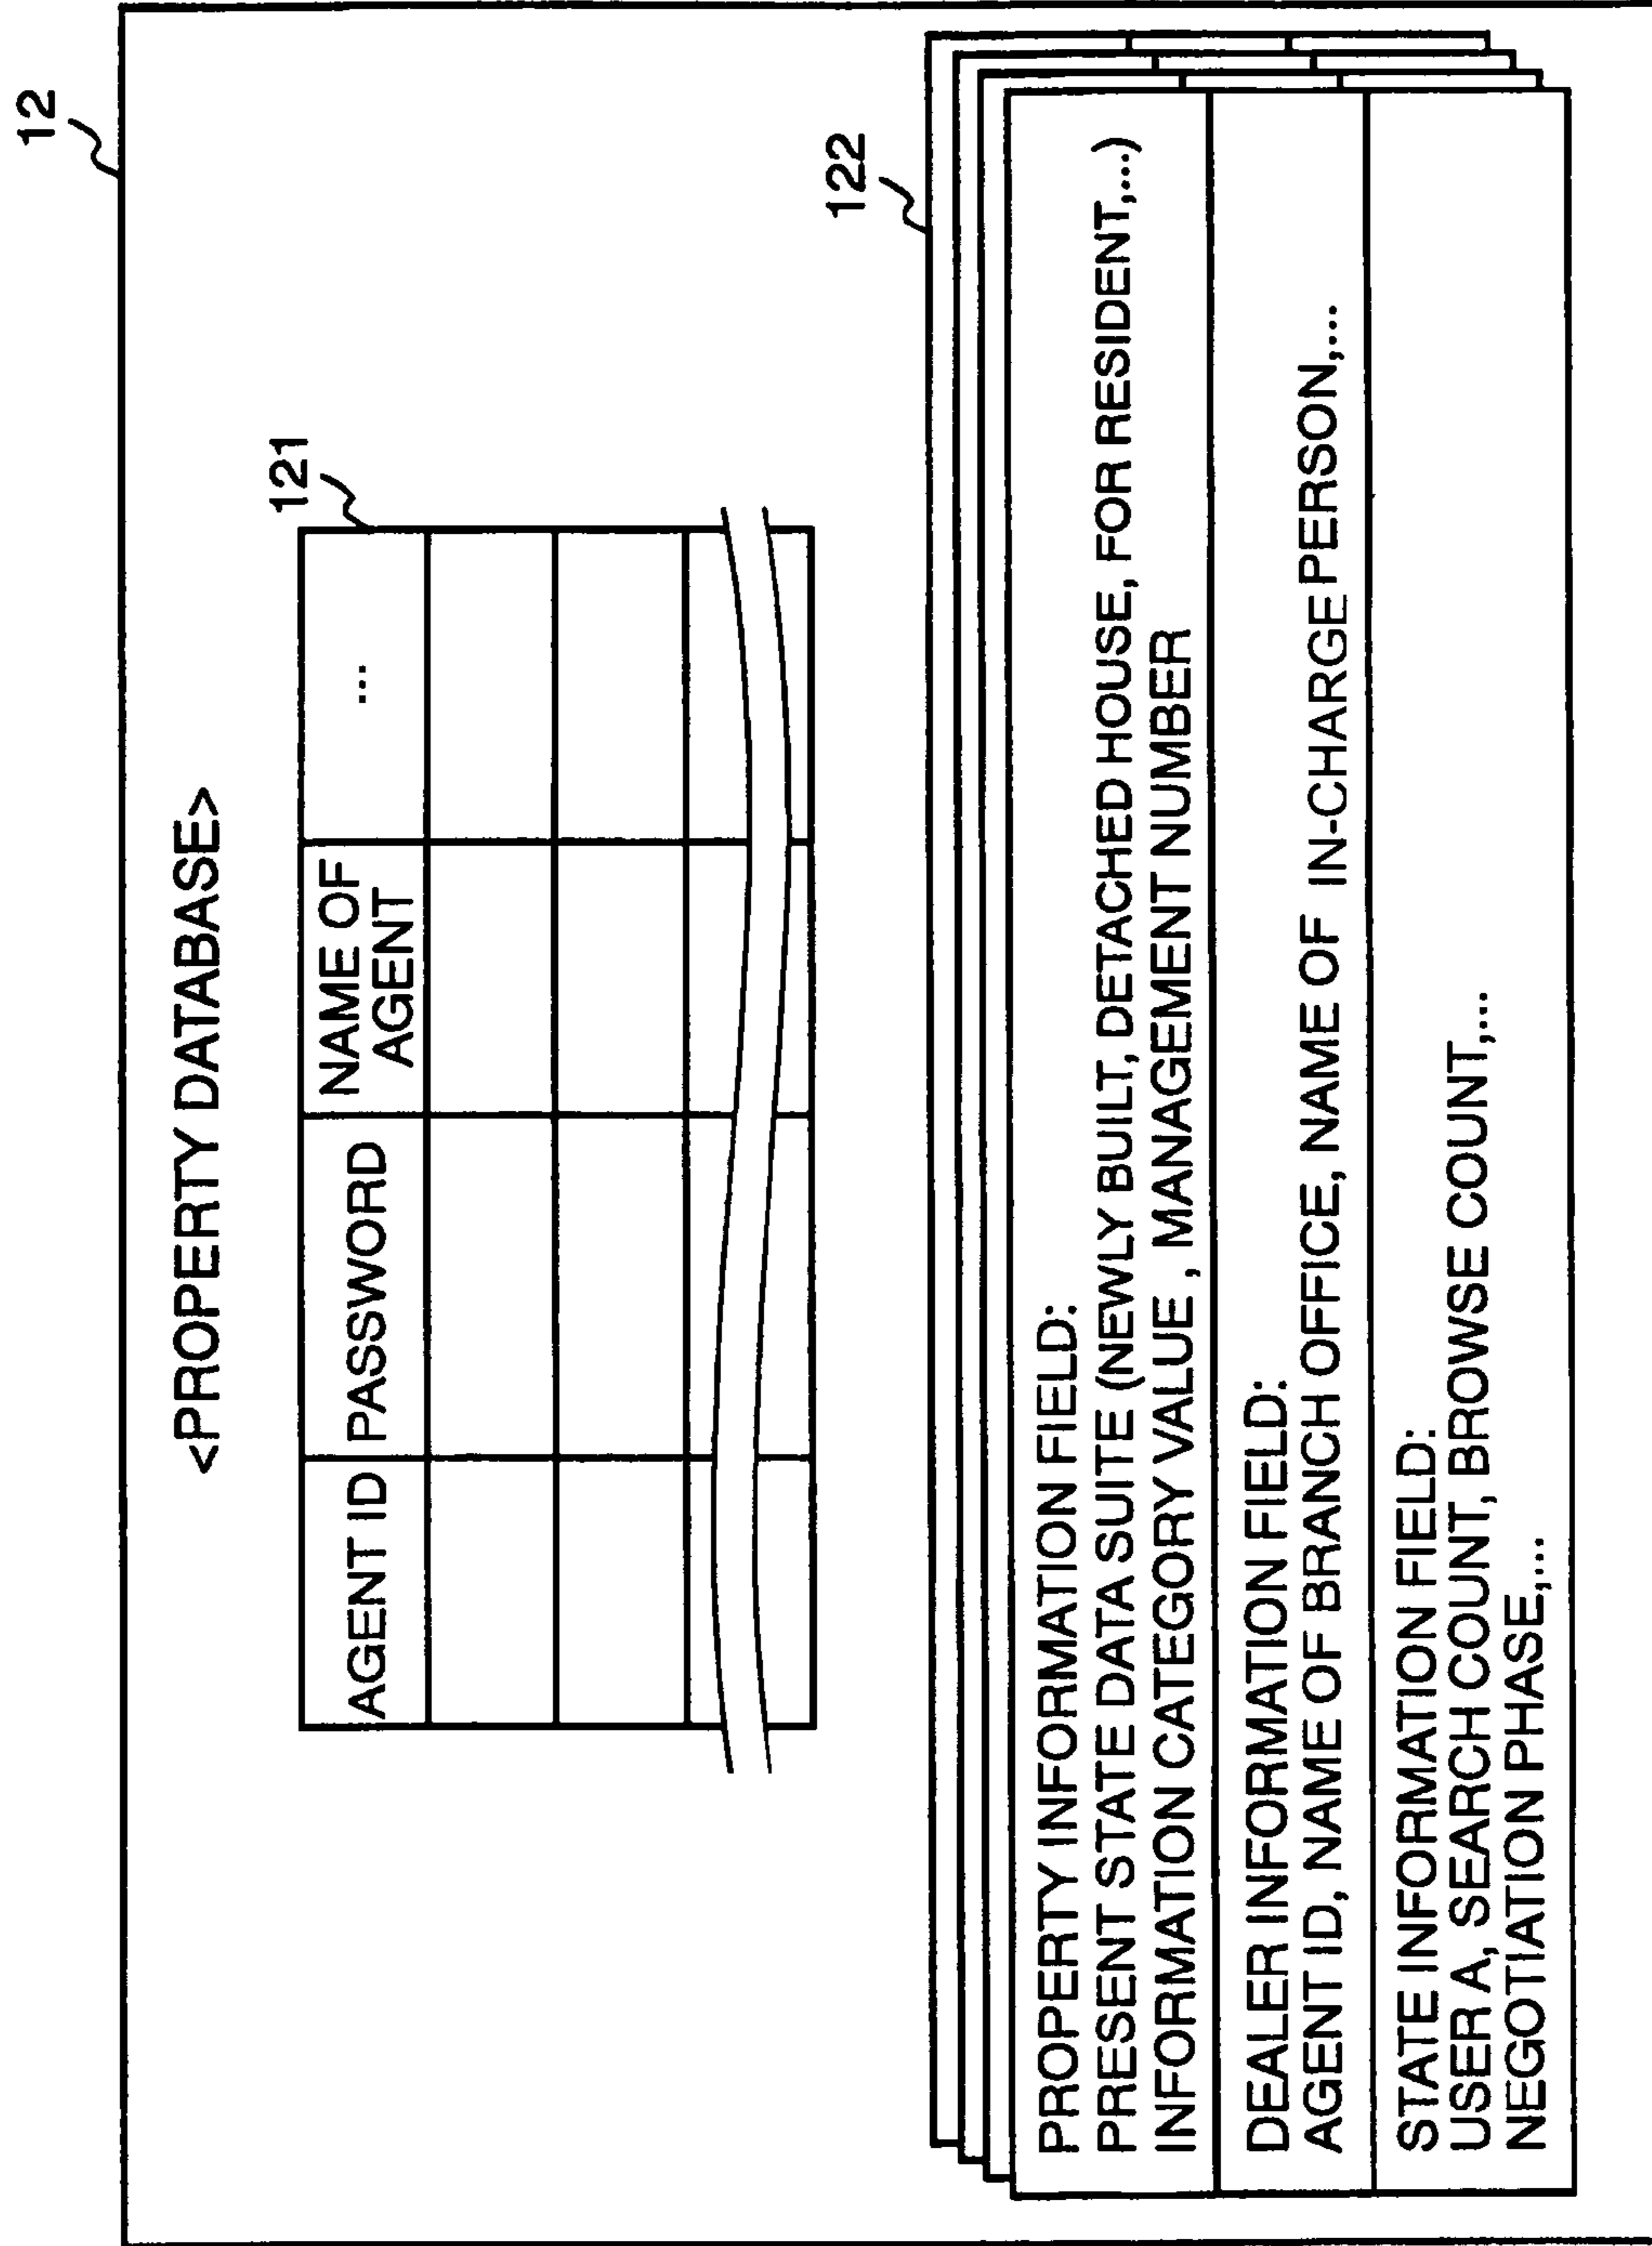 12
<PROPERTY DATABASE>
121
AGENT ID PASSWORD NAME OF AGENT ...
122
PROPERTY INFORMATION FIELD:
PRESENT STATE DATA SUITE (NEWLY BUILT, DETACHED HOUSE, FOR RESIDENT,...)
INFORMATION CATEGORY VALUE , MANAGEMENT NUMBER
DEALER INFORMATION FIELD:
AGENT ID, NAME OF BRANCH OFFICE, NAME OF IN-CHARGE PERSON,...
STATE INFORMATION FIELD:
USER A, SEARCH COUNT, BROWSE COUNT,...
NEGOTIATION PHASE,...